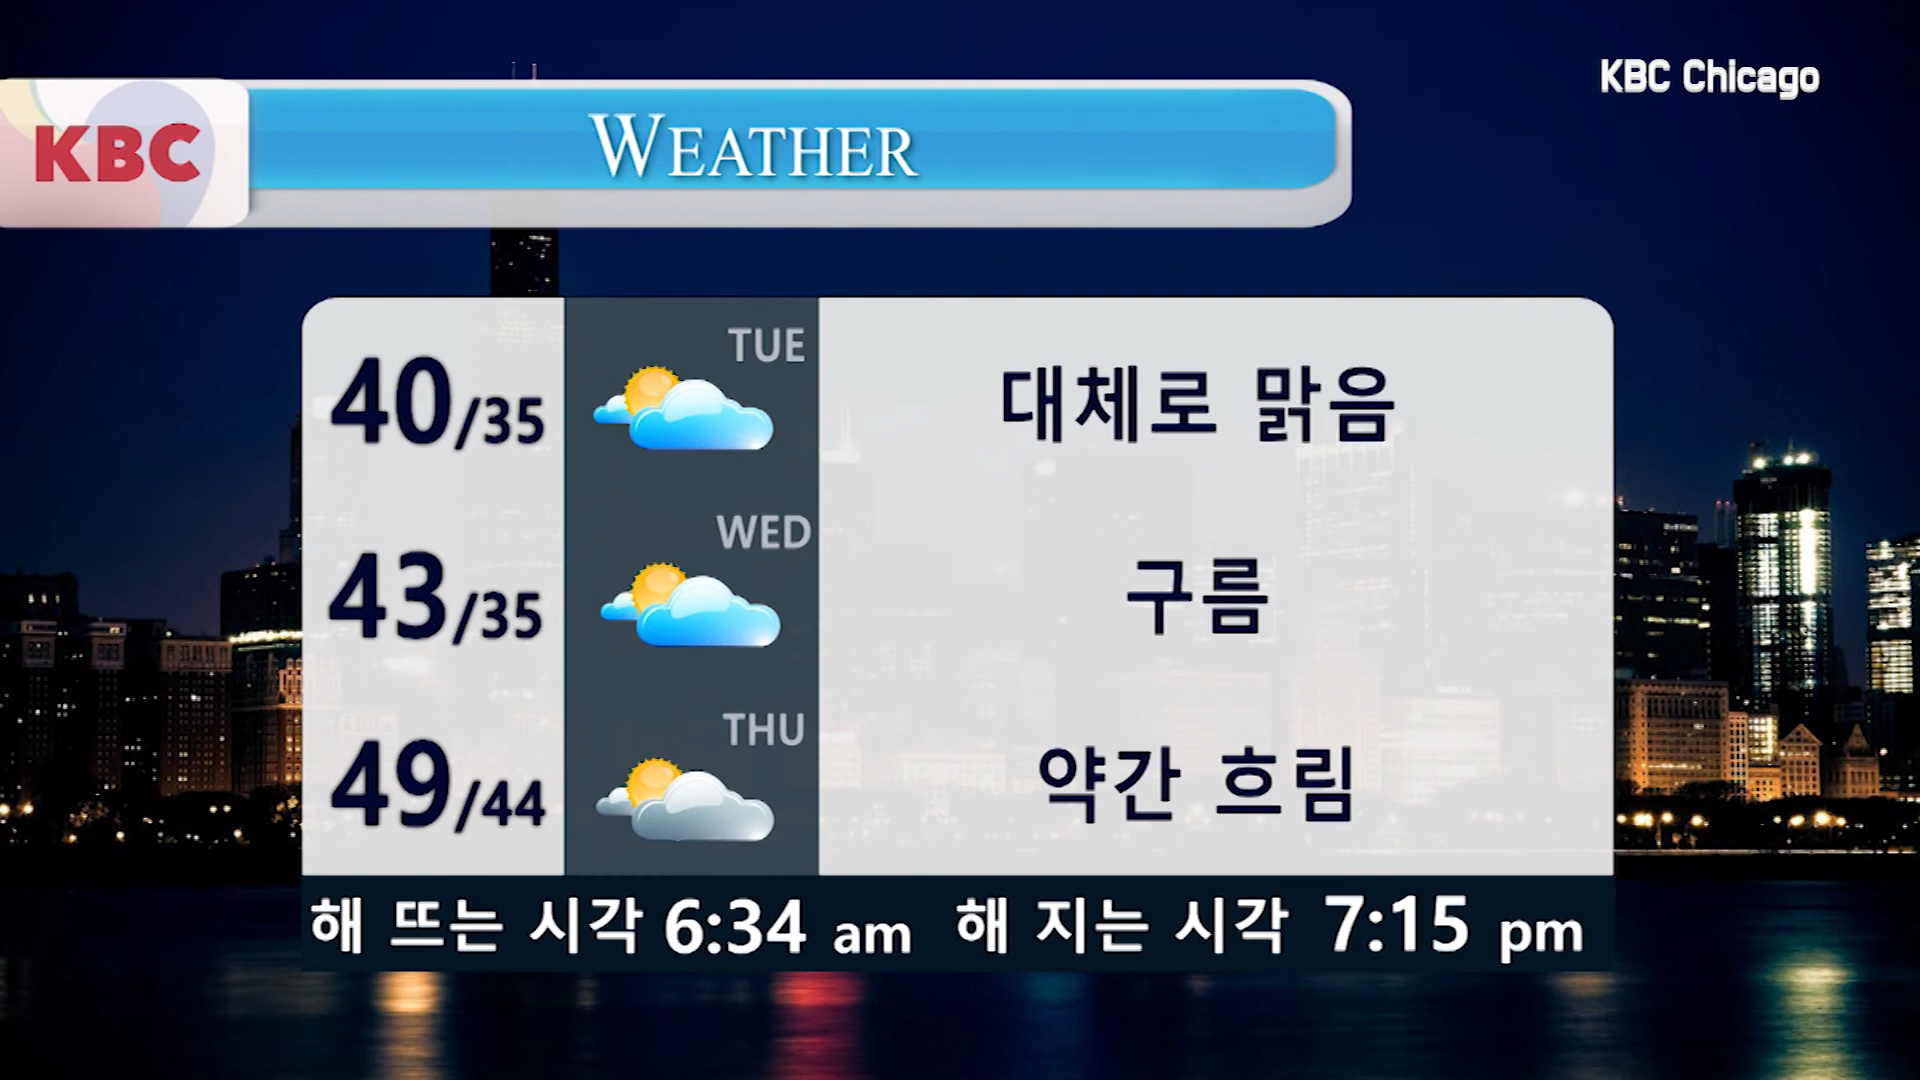 KBC Chicago
KBC
WEATHER
TUE
40/35
대체로 맑음
WED
43/35
구름
THU
49/44
약간 흐림
해 뜨는 시각 6:34 am 해 지는 시각 7:15 pm